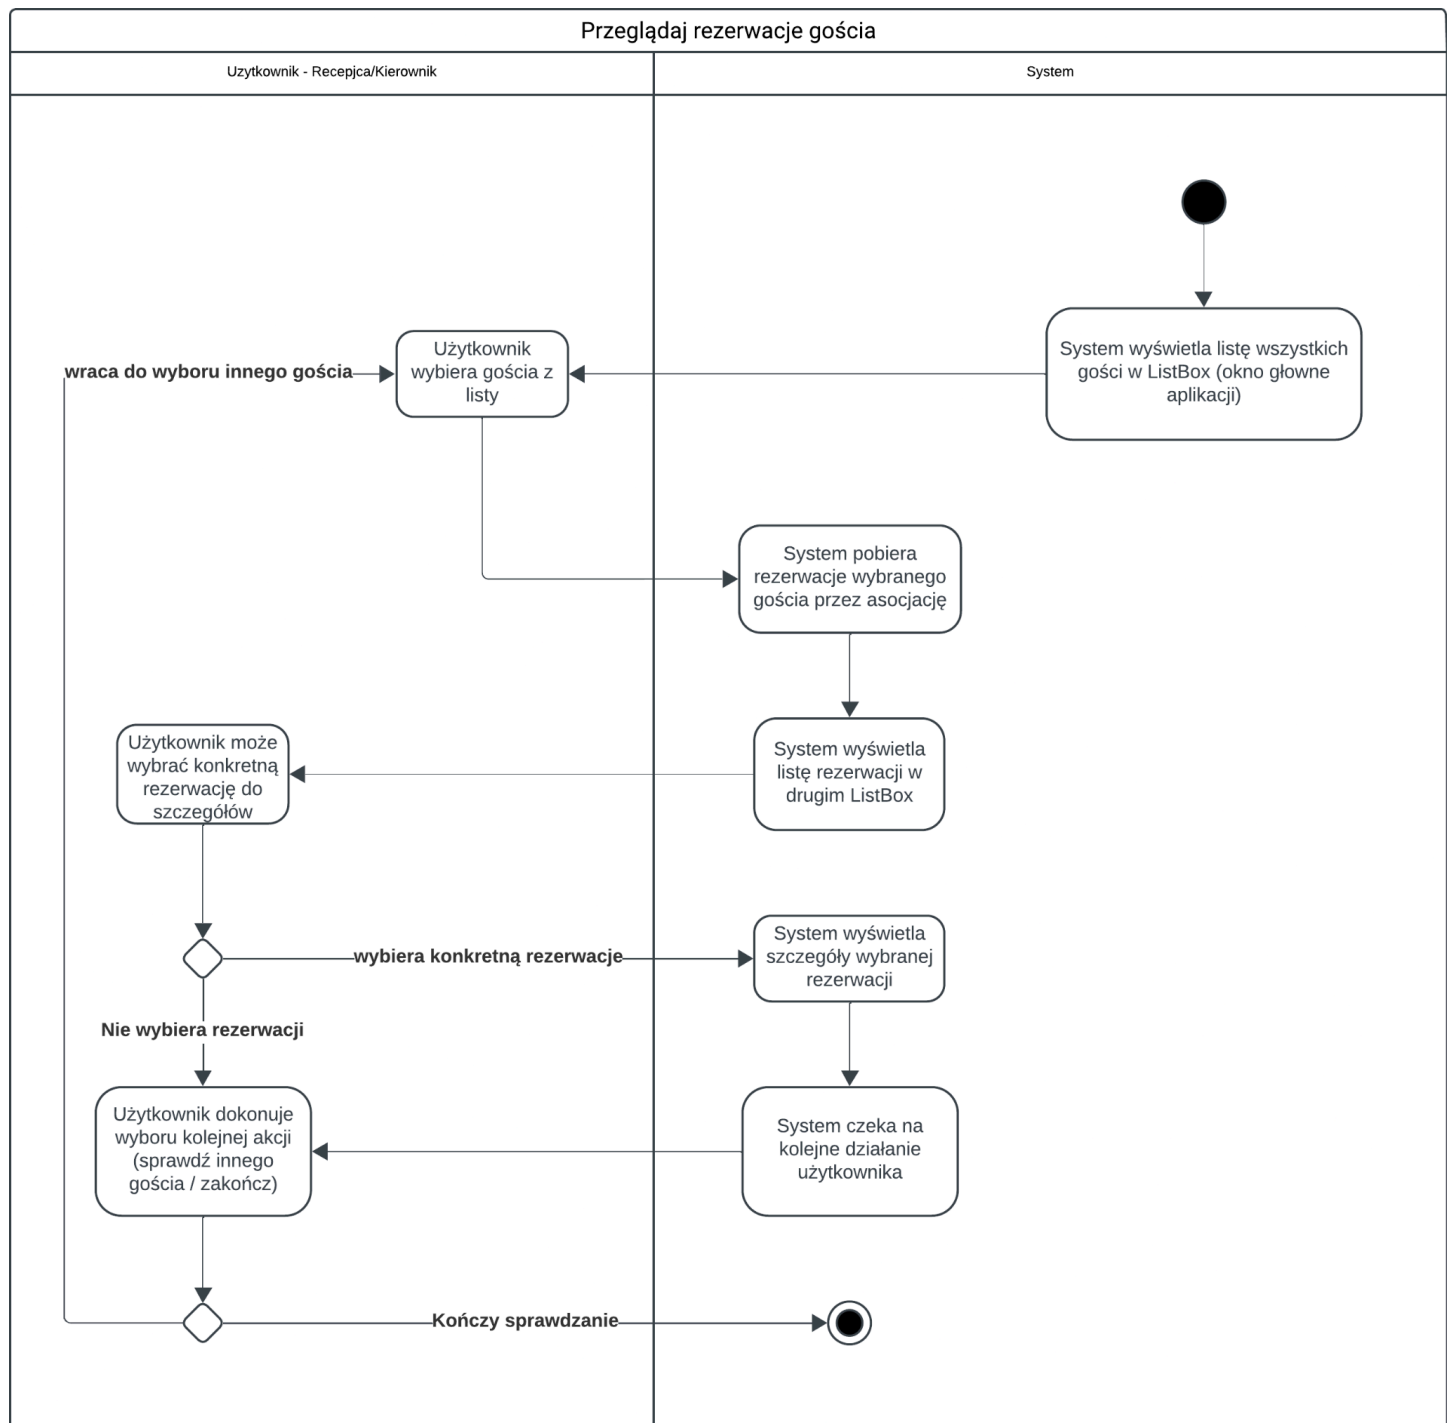 Przeglądaj rezerwacje gościa
Uzytkownik - Recepjca/Kierownik
System
System wyświetla listę wszystkich
gości w ListBox (okno głowne
aplikacji)
Użytkownik
wybiera gościa z
listy
wraca do wyboru innego gościa
System pobiera
rezerwacje wybranego
gościa przez asocjację
System wyświetla
listę rezerwacji w
drugim ListBox
Użytkownik może
wybrać konkretną
rezerwację do
szczegółów
wybiera konkretną rezerwacje
System wyświetla
szczegóły wybranej
rezerwacji
Nie wybiera rezerwacji
Użytkownik dokonuje
wyboru kolejnej akcji
(sprawdź innego
gościa / zakończ)
System czeka na
kolejne działanie
użytkownika
Kończy sprawdzanie